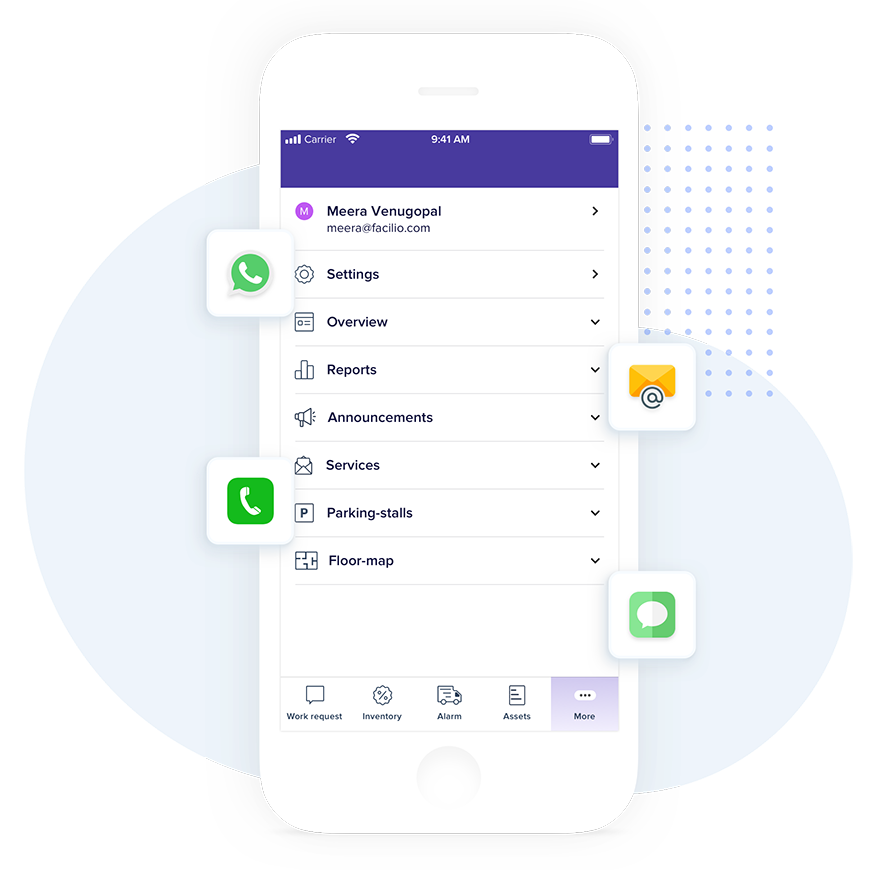 Carrier 9:41 AM
M
Meera Venugopal
meera@facilio.com
Settings
Overview
Reports
Announcements
@
Services
P Parking-stalls
Floor-map
Work request Inventory Alarm Assets More